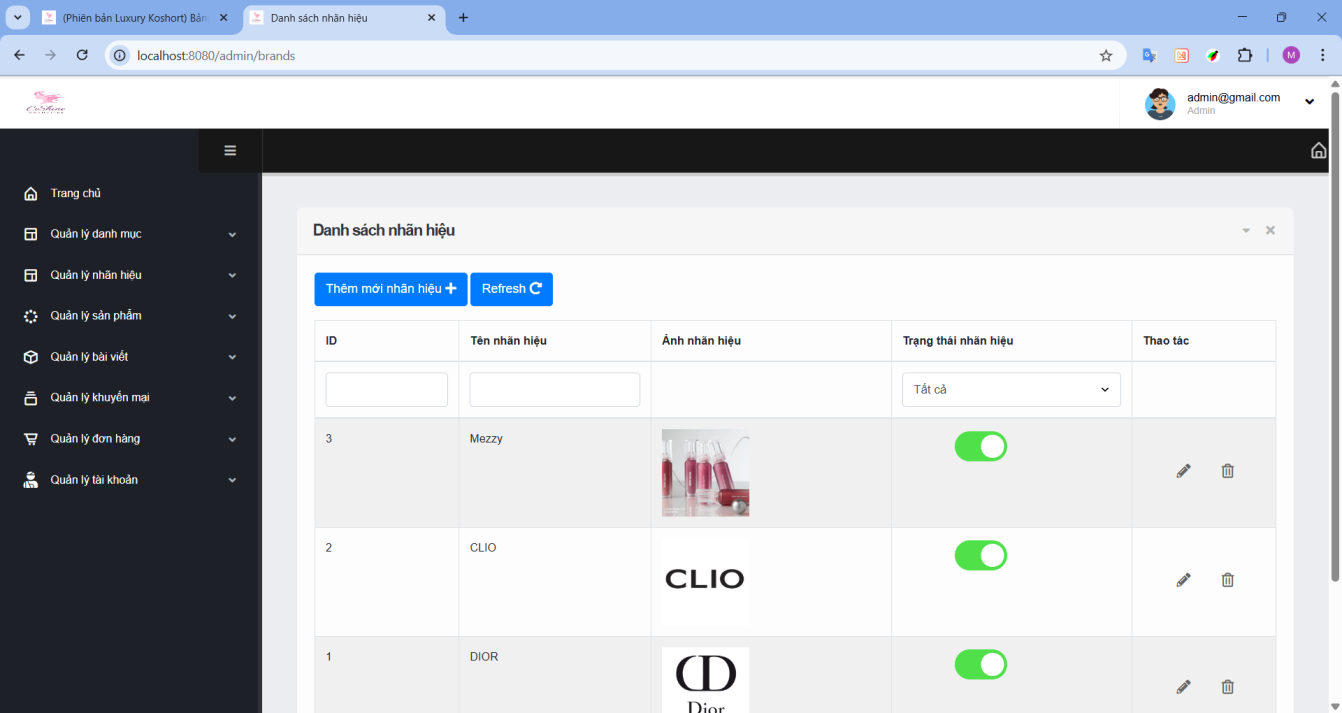 (Phiên bản Luxury Koshort) Bản
Danh sách nhãn hiệu
localhost:8080/admin/brands
M
admin@gmail.com
Admin
Trang chủ
Quản lý danh mục
Quản lý nhãn hiệu
Quản lý sản phẩm
Quản lý bài viết
Quản lý khuyến mại
Quản lý đơn hàng
Quản lý tài khoản
Danh sách nhãn hiệu
Thêm mới nhãn hiệu
Refresh
ID Tên nhãn hiệu Ảnh nhãn hiệu Trạng thái nhãn hiệu Thao tác
Tất cả
3 Mezzy
2 CLIO
CLIO
1 DIOR
Dior